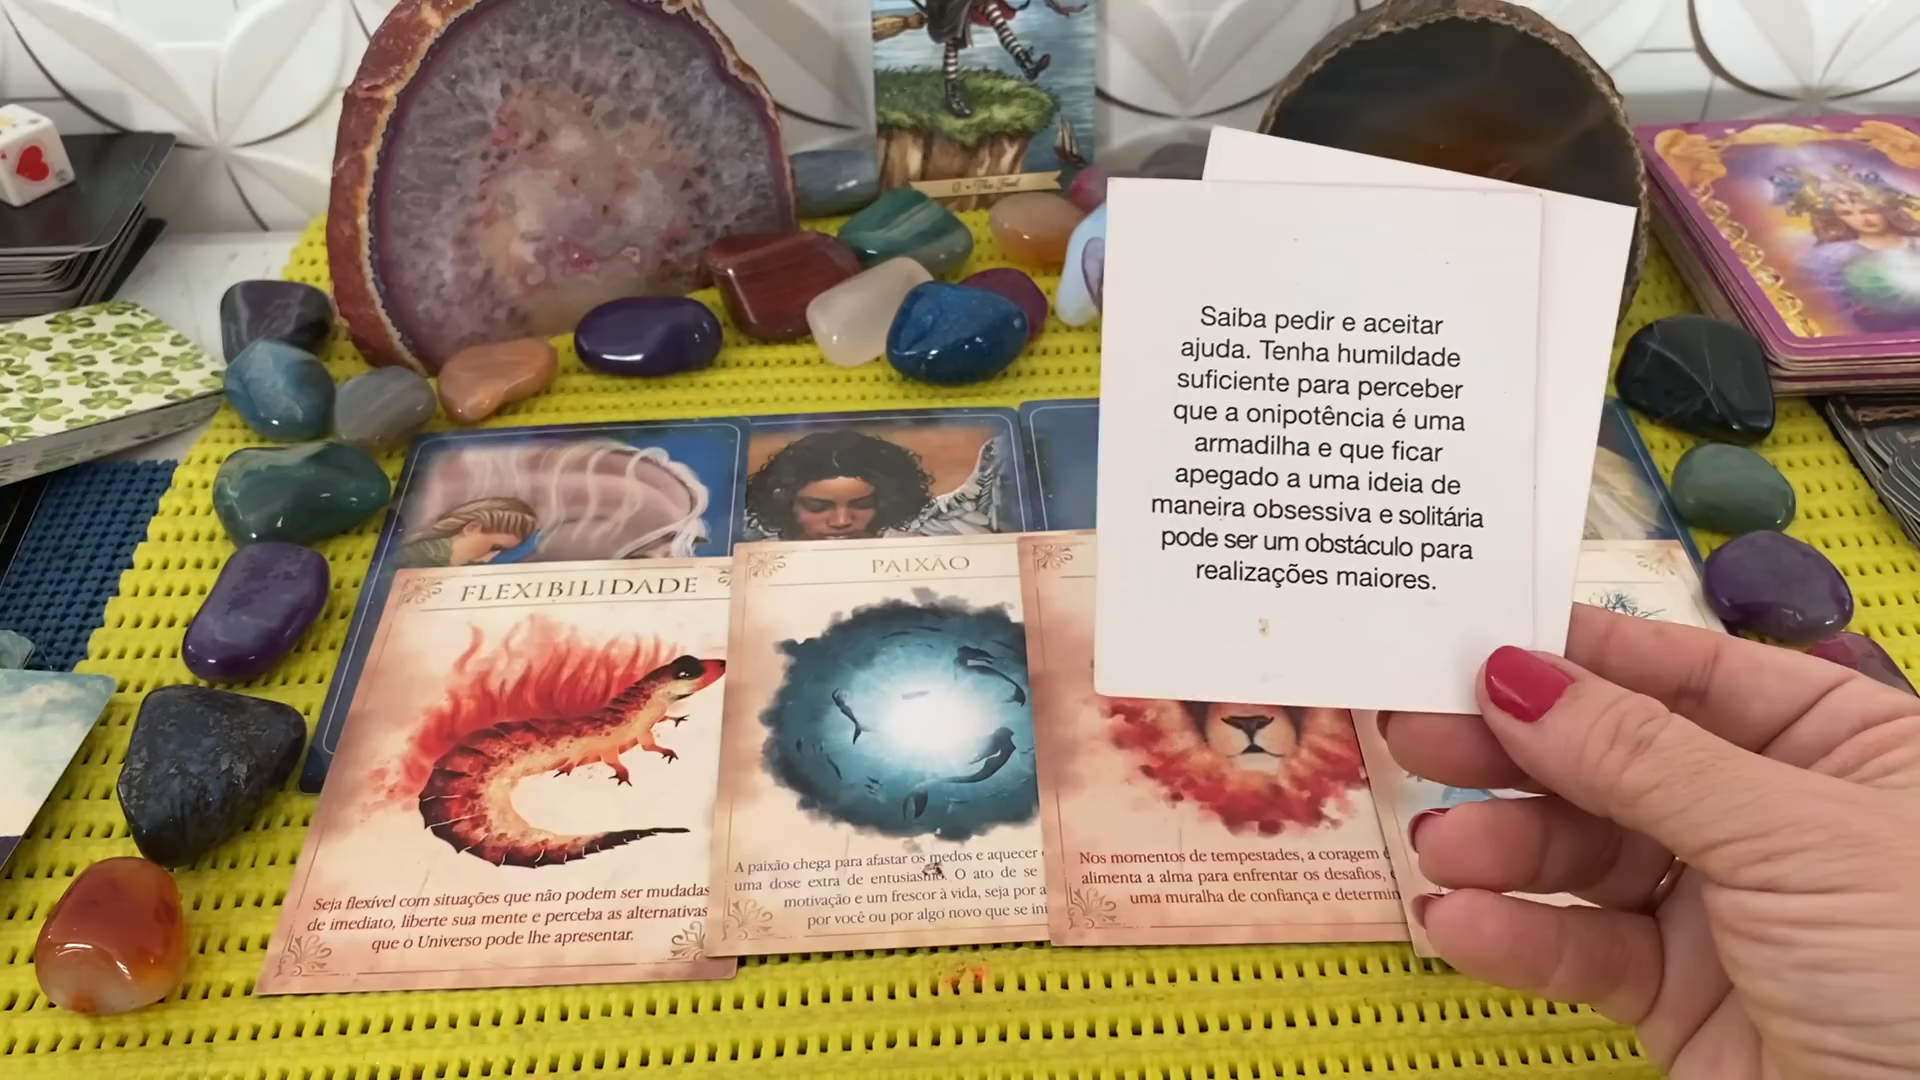 0. • The Fool
Saiba pedir e aceitar
ajuda. Tenha humildade
suficiente para perceber
que a onipotência é uma
armadilha e que ficar
apegado a uma ideia de
maneira obsessiva e solitária
pode ser um obstáculo para
realizações maiores.
FLEXIBILIDADE
Seja flexível com situações que não podem ser mudadas
de imediato, liberte sua mente e perceba as alternativas
que o Universo pode lhe apresentar.
PAIXÃO
A paixão chega para afastar os medos e aquecer
uma dose extra de entusiasmo. O ato de se
motivação e um frescor à vida, seja por a
por você ou por algo novo que se ini
Nos momentos de tempestades, a coragem
alimenta a alma para enfrentar os desafios,
uma muralha de confiança e determin